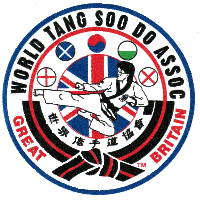 WORLD TANG SOO DO ASSOC
世界唐手道協會
GREAT BRITAIN
TM